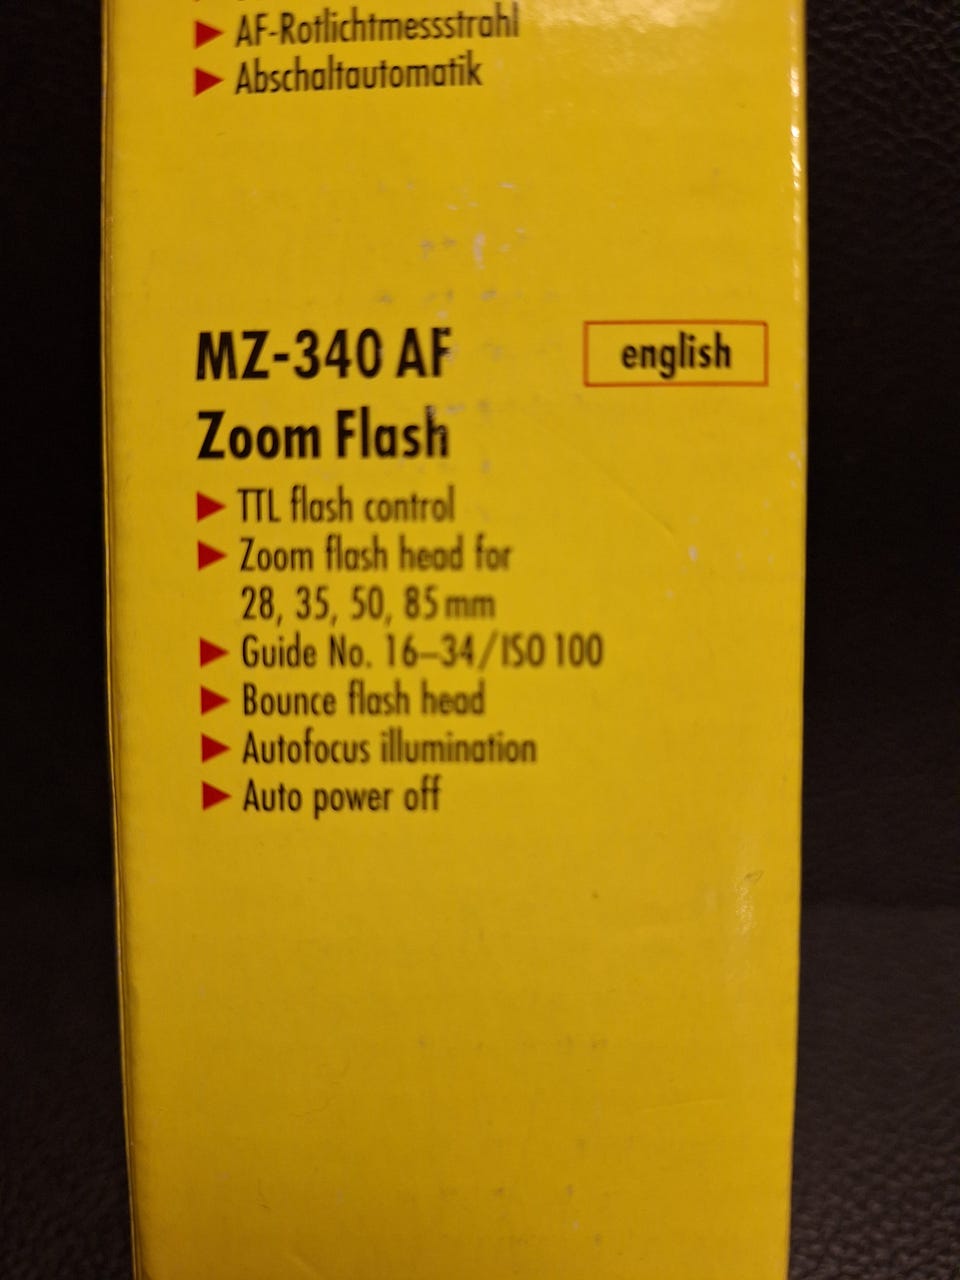 AF-Rotlichtmessstrahl
Abschaltautomatik
MZ-340 AF
english
Zoom Flash
TTL flash control
Zoom flash head for
28, 35, 50, 85 mm
Guide No. 16–34/ISO 100
Bounce flash head
Autofocus illumination
Auto power off